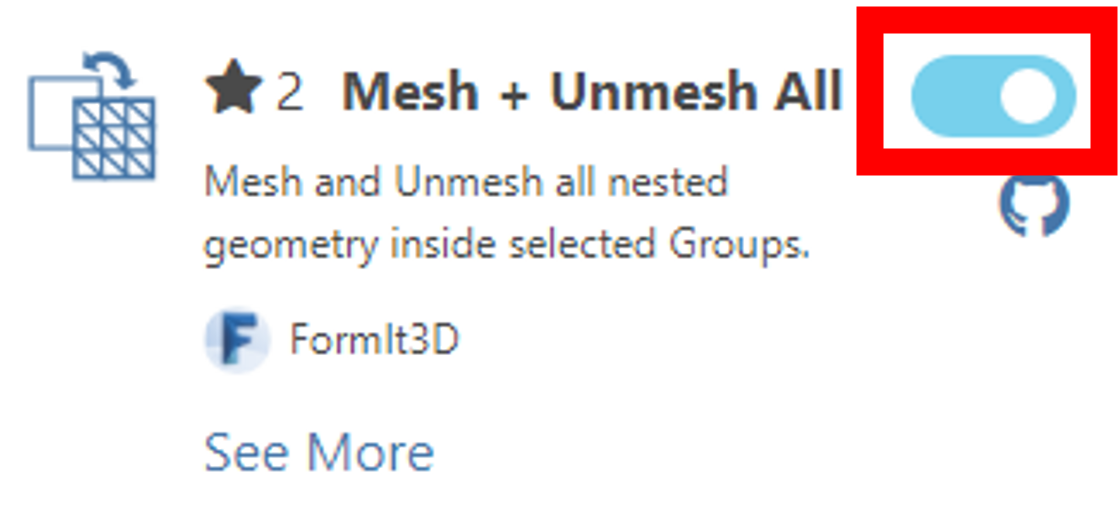 ★ 2 Mesh + Unmesh All
Mesh and Unmesh all nested
geometry inside selected Groups.
FormIt3D
See More